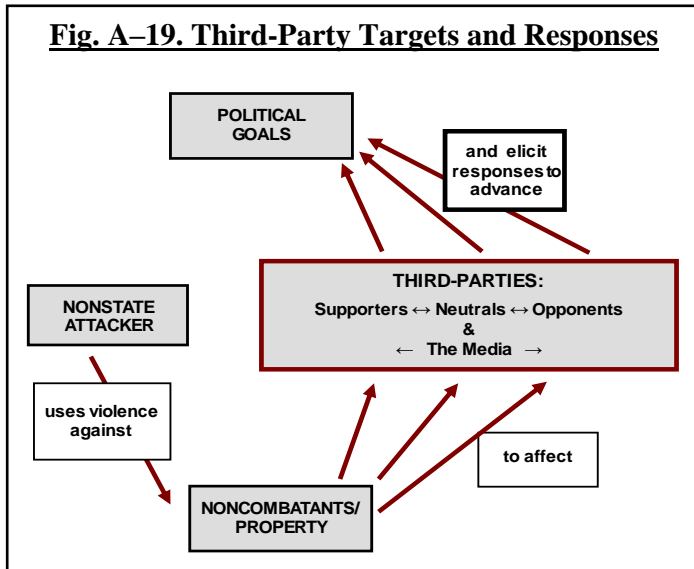 Fig. A–19. Third-Party Targets and Responses
POLITICAL
GOALS
and elicit
responses to
advance
THIRD-PARTIES:
Supporters ↔ Neutrals ↔ Opponents
&
← The Media →
NONSTATE
ATTACKER
uses violence
against
to affect
NONCOMBATANTS/
PROPERTY